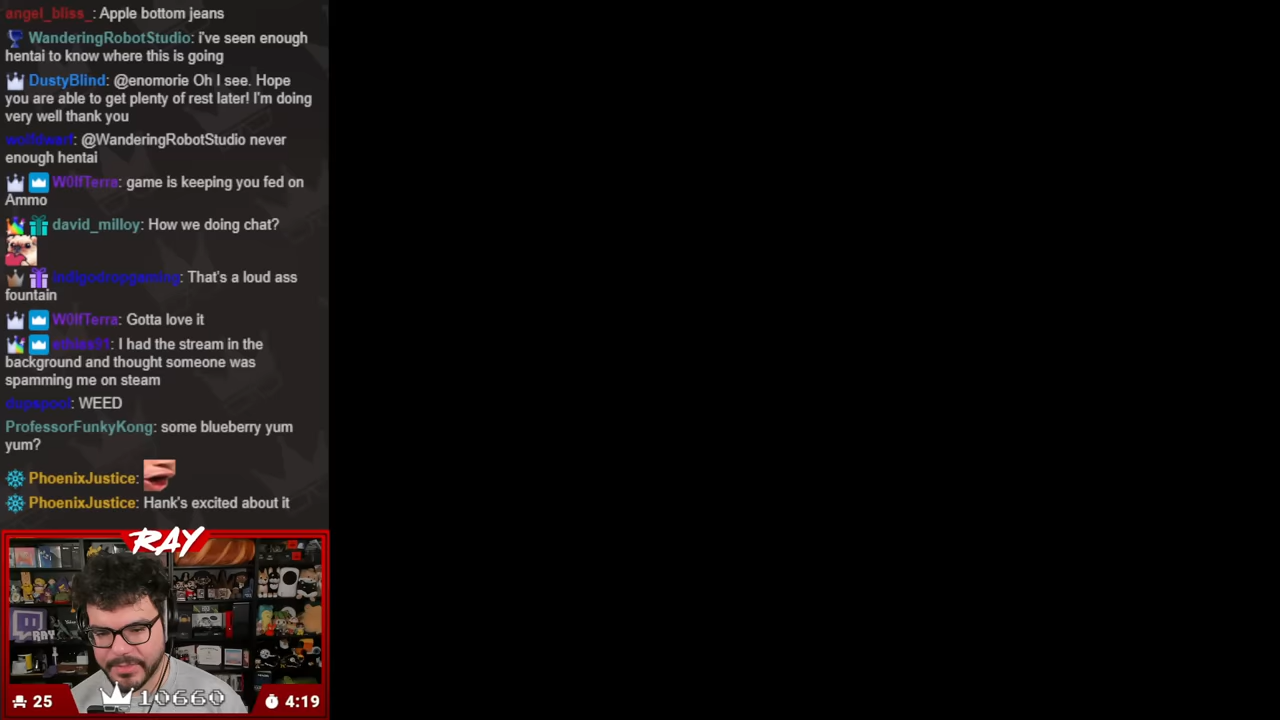 angel_bliss_: Apple bottom jeans
WanderingRobotStudio: i've seen enough
hentai to know where this is going
DustyBlind: @enomorie Oh I see. Hope
you are able to get plenty of rest later! I'm doing
very well thank you
wolfdwarf: @WanderingRobotStudio never
enough hentai
W0lfTerra: game is keeping you fed on
Ammo
david_milloy: How we doing chat?
indigodropgaming: That's a loud ass
fountain
W0lfTerra: Gotta love it
: I had the stream in the
background and thought someone was
spamming me on steam
dupspool: WEED
ProfessorFunkyKong: some blueberry yum
yum?
PhoenixJustice:
PhoenixJustice: Hank's excited about it
RAY
RAY
25
10660
4:19